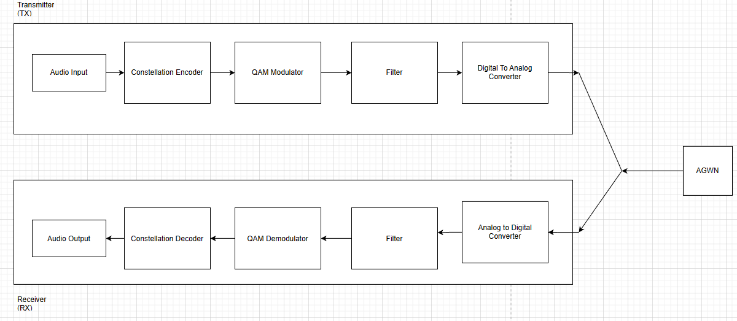 Transmitter
(TX)
Audio Input
Constellation Encoder
QAM Modulator
Filter
Digital To Analog
Converter
AGWN
Audio Output
Constellation Decoder
QAM Demodulator
Filter
Analog to Digital
Converter
Receiver
(RX)